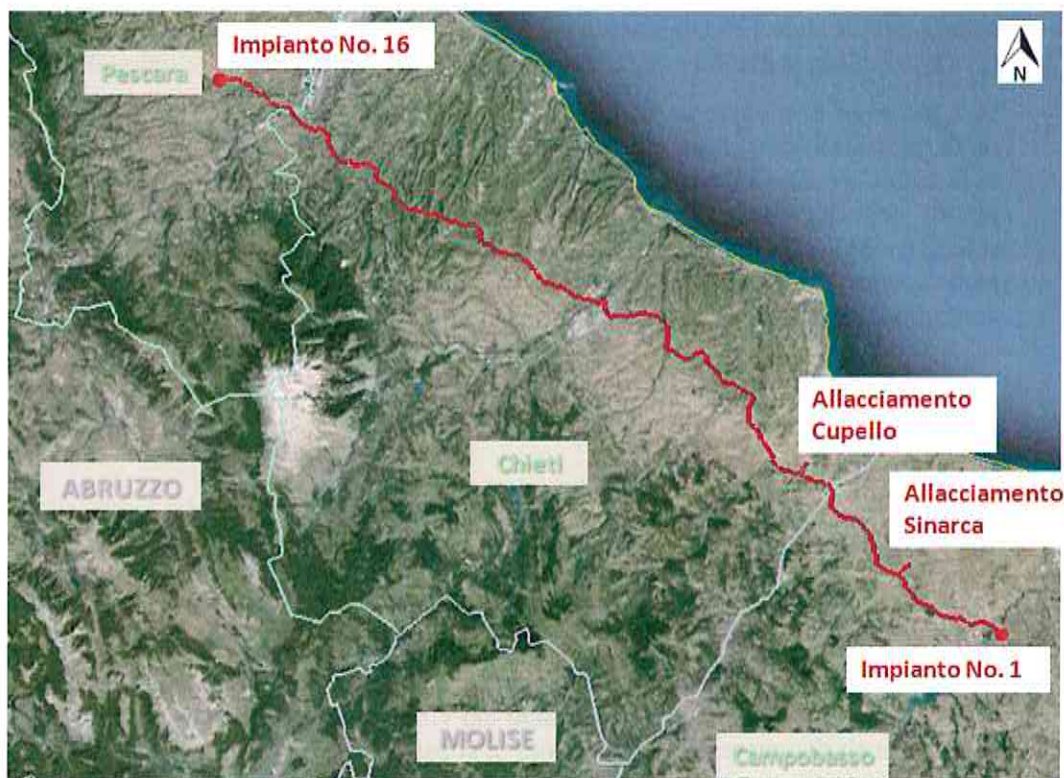 Impianto No. 16
N
Pescara
Allacciamento
Cupello
Chieti
ABRUZZO
Allacciamento
Sinarca
Impianto No. 1
MOLISE
Campobasso